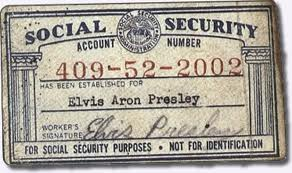 SOCIAL SECURITY
ACCOUNT NUMBER
409-52-2002
HAS BEEN ESTABLISHED FOR
Elvis Aron Presley
WORKER'S
SIGNATURE Elvis Presley
FOR SOCIAL SECURITY PURPOSES • NOT FOR IDENTIFICATION